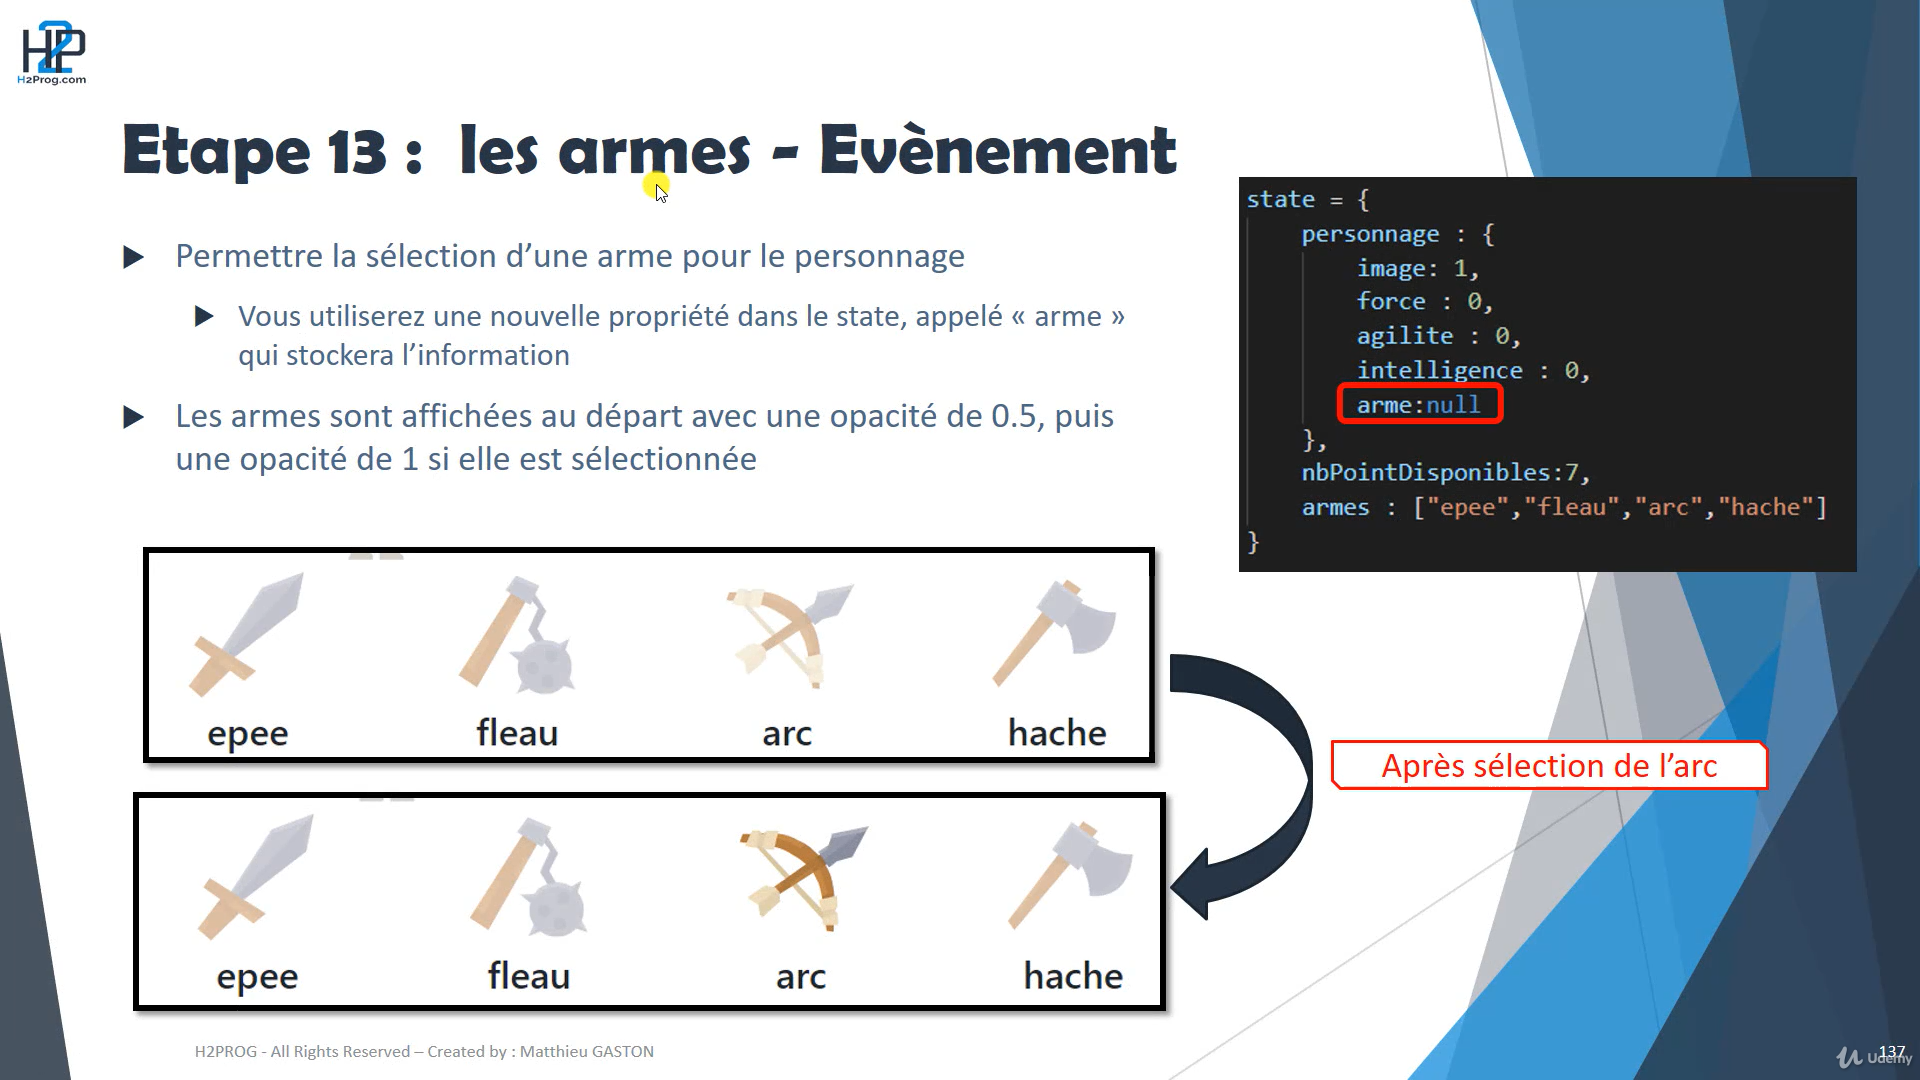 H2P
H2Prog.com
Etape 13 : les armes - Evènement
Permettre la sélection d’une arme pour le personnage
Vous utiliserez une nouvelle propriété dans le state, appelé « arme »
qui stockera l’information
Les armes sont affichées au départ avec une opacité de 0.5, puis
une opacité de 1 si elle est sélectionnée
state = {
personnage : {
image: 1,
force : 0,
agilite : 0,
intelligence : 0,
arme:null
},
nbPointDisponibles:7,
armes : ["epee","fleau","arc","hache"]
}
epee fleau arc hache
Après sélection de l’arc
epee fleau arc hache
H2PROG - All Rights Reserved – Created by : Matthieu GASTON
137
Udemy